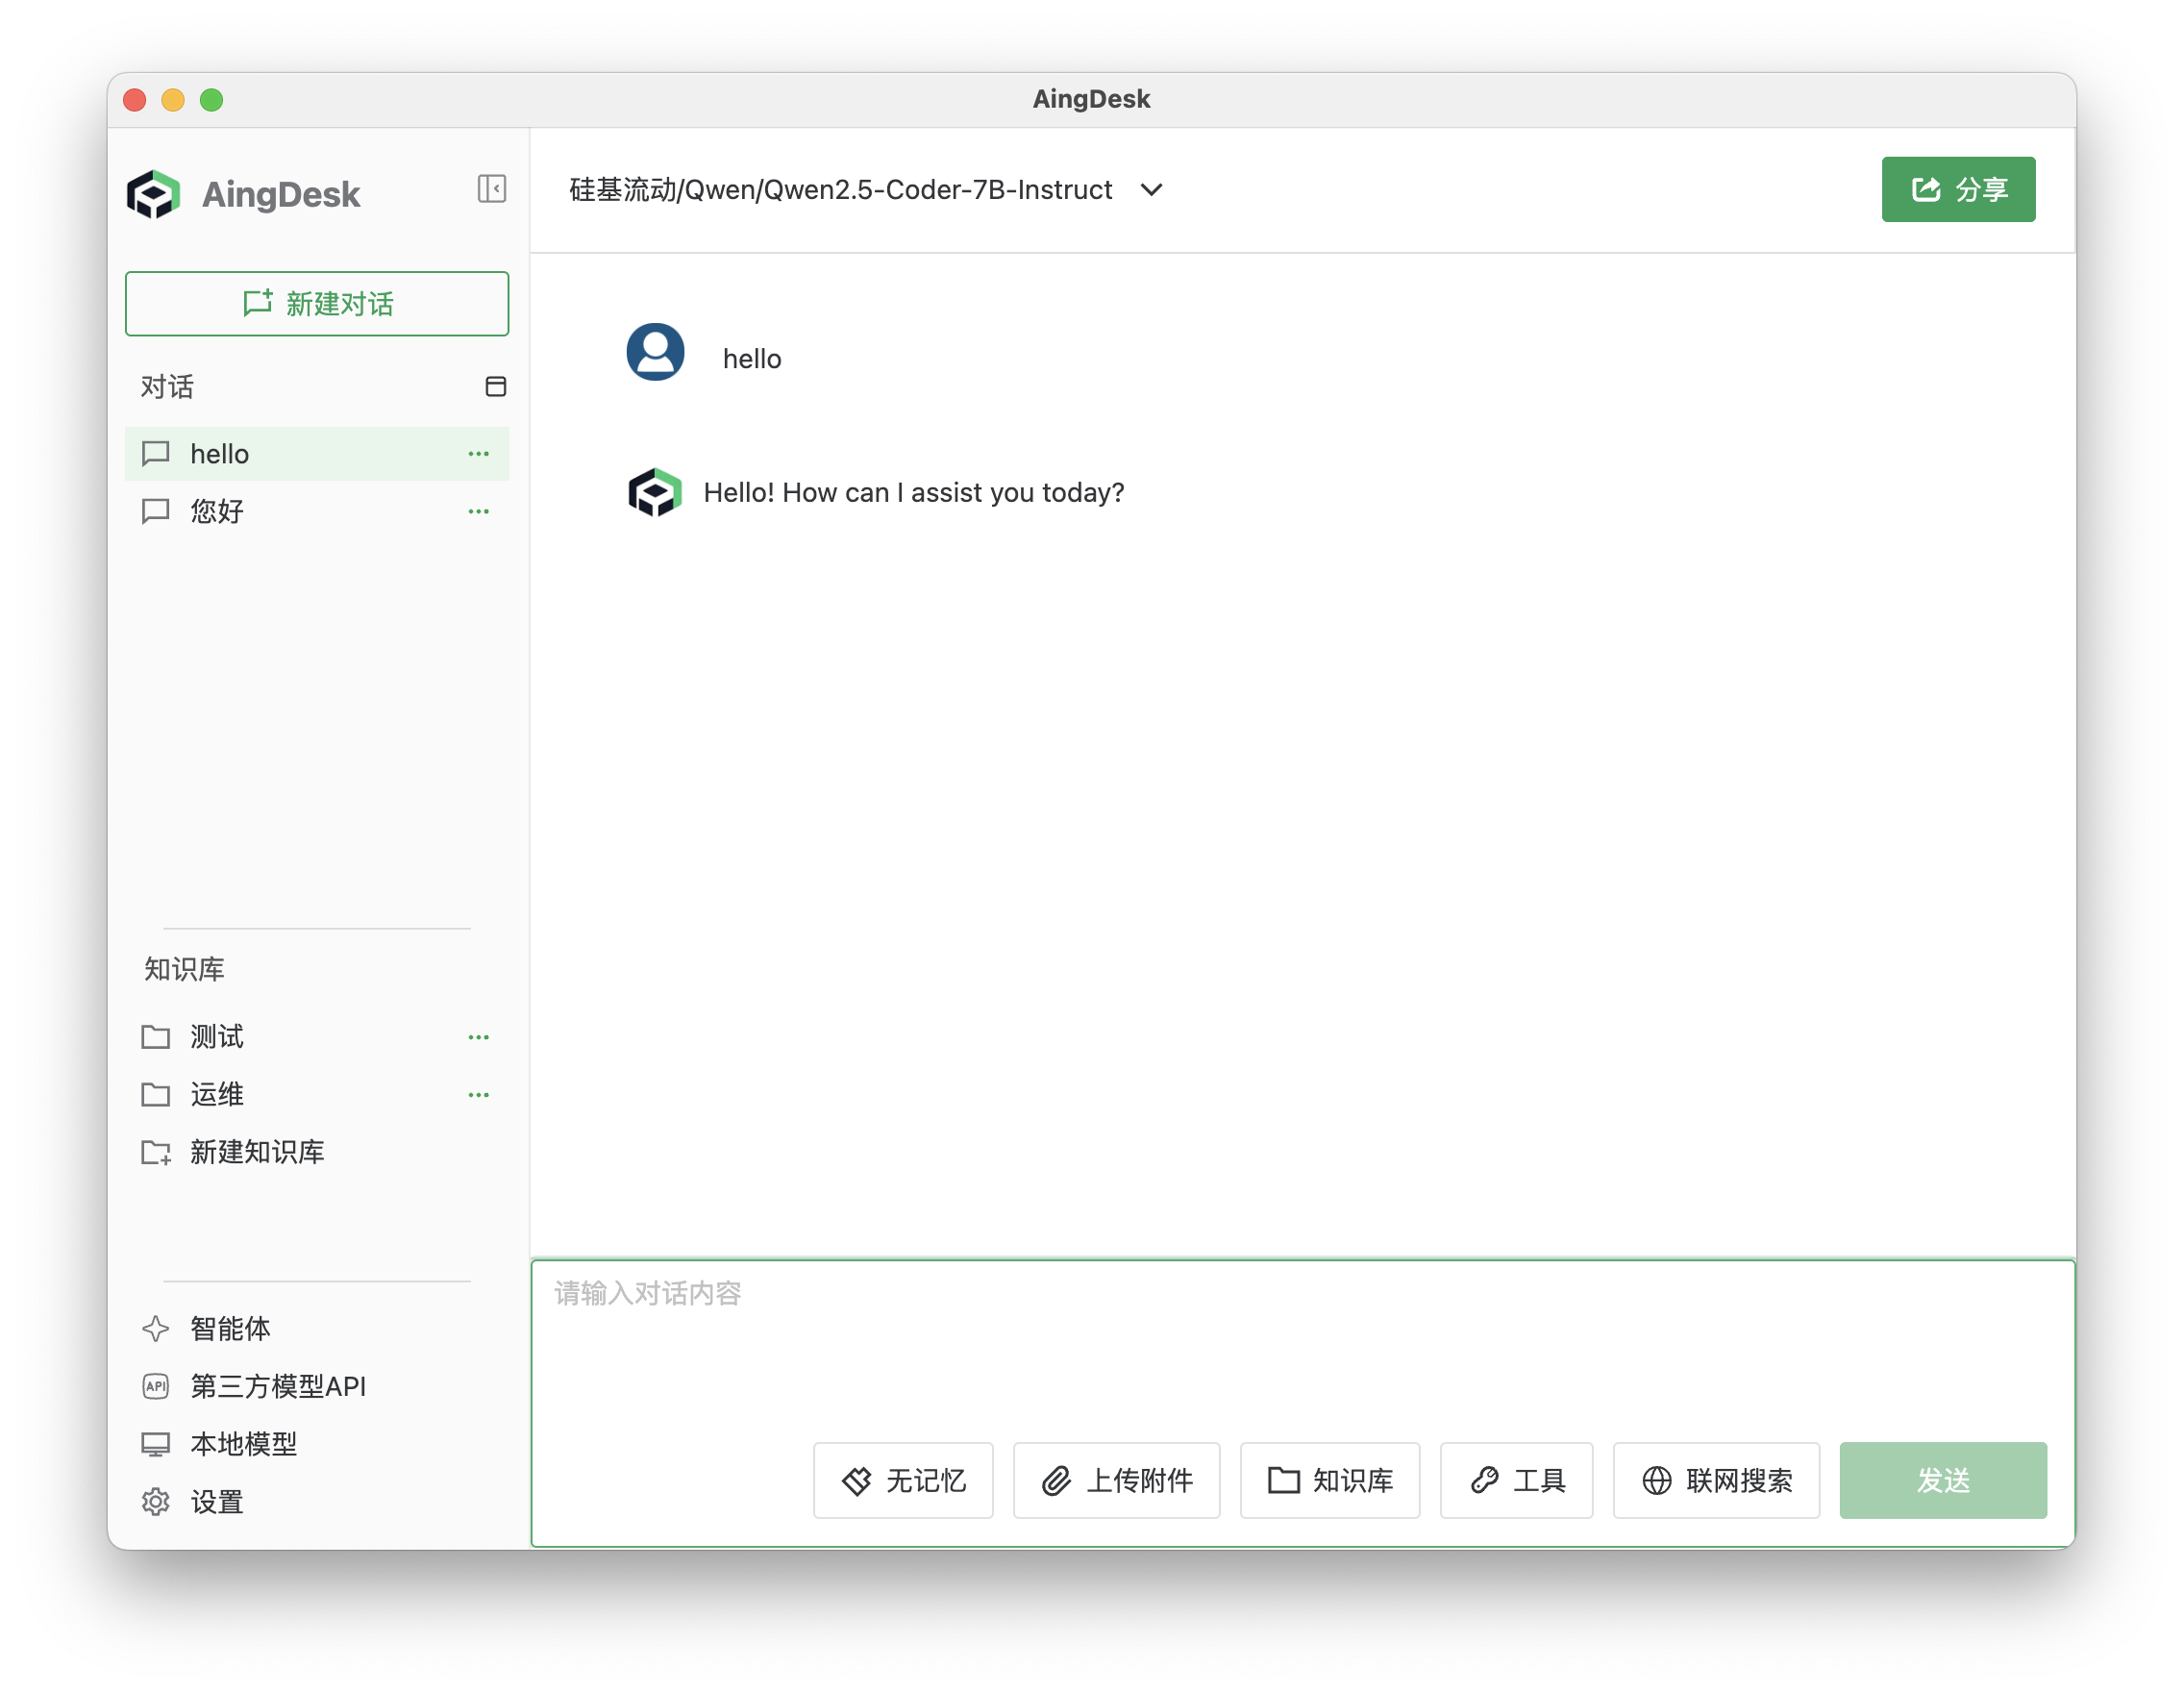 AingDesk
AingDesk
新建对话
对话
hello
您好
知识库
测试
运维
新建知识库
智能体
API
第三方模型API
本地模型
设置
硅基流动/Qwen/Qwen2.5-Coder-7B-Instruct
分享
hello
Hello! How can I assist you today?
请输入对话内容
无记忆
上传附件
知识库
工具
联网搜索
发送